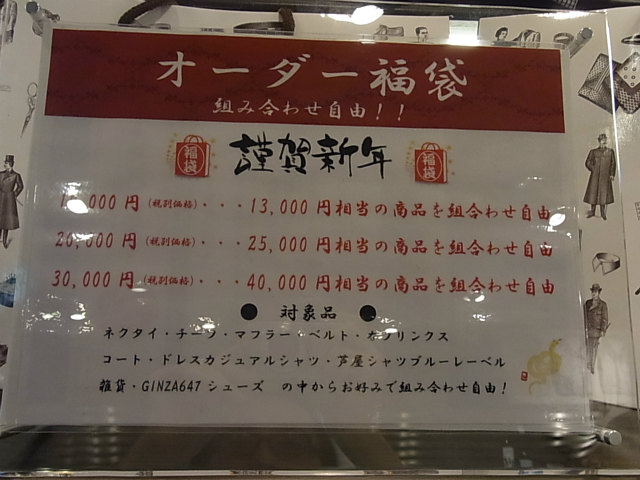 オーダー福袋
組み合わせ自由！！
福袋 謹賀新年 福袋
円(税別価格)・・・13,000円相当の商品を組合わせ自由
20,000円(税別価格)・・・25,000円相当の商品を組合わせ自由
30,000円(税別価格)・・・40,000円相当の商品を組合わせ自由
● 対象品 ●
ネクタイ・チーフ・マフラー・ベルト・カフリンクス
コート・ドレスカジュアルシャツ・芦屋シャツブルーレーベル
雑貨・GINZA647シューズ の中からお好みで組み合わせ自由！